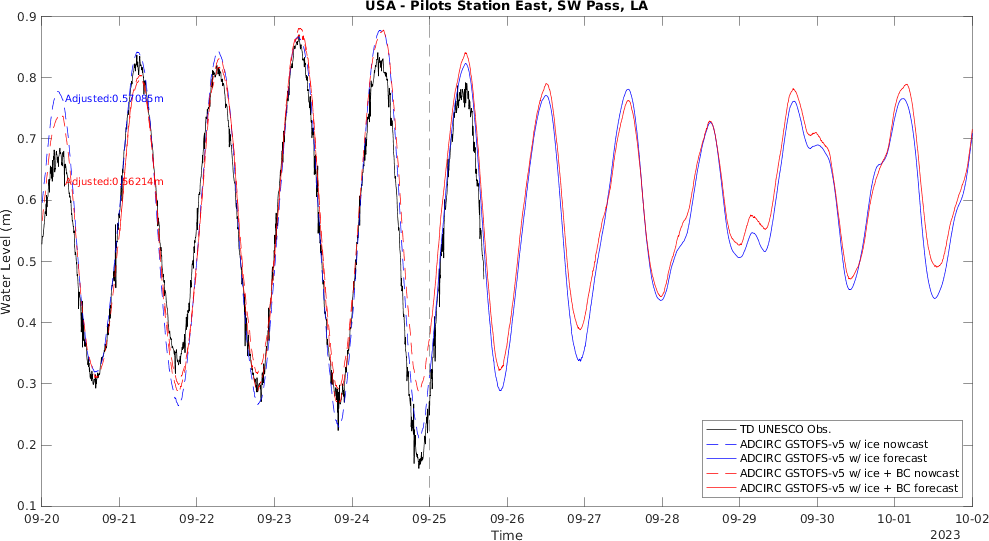 USA - Pilots Station East, SW Pass, LA
0.9
0.8
0.7
0.6
0.5
0.4
0.3
0.2
0.1
Water Level (m)
Adjusted:0.57085m
Adjusted:0.56214m
TD UNESCO Obs.
ADCIRC GSTOFS-v5 w/ ice nowcast
ADCIRC GSTOFS-v5 w/ ice forecast
ADCIRC GSTOFS-v5 w/ ice + BC nowcast
ADCIRC GSTOFS-v5 w/ ice + BC forecast
09-20 09-21 09-22 09-23 09-24 09-25 09-26 09-27 09-28 09-29 09-30 10-01 10-02
Time
2023